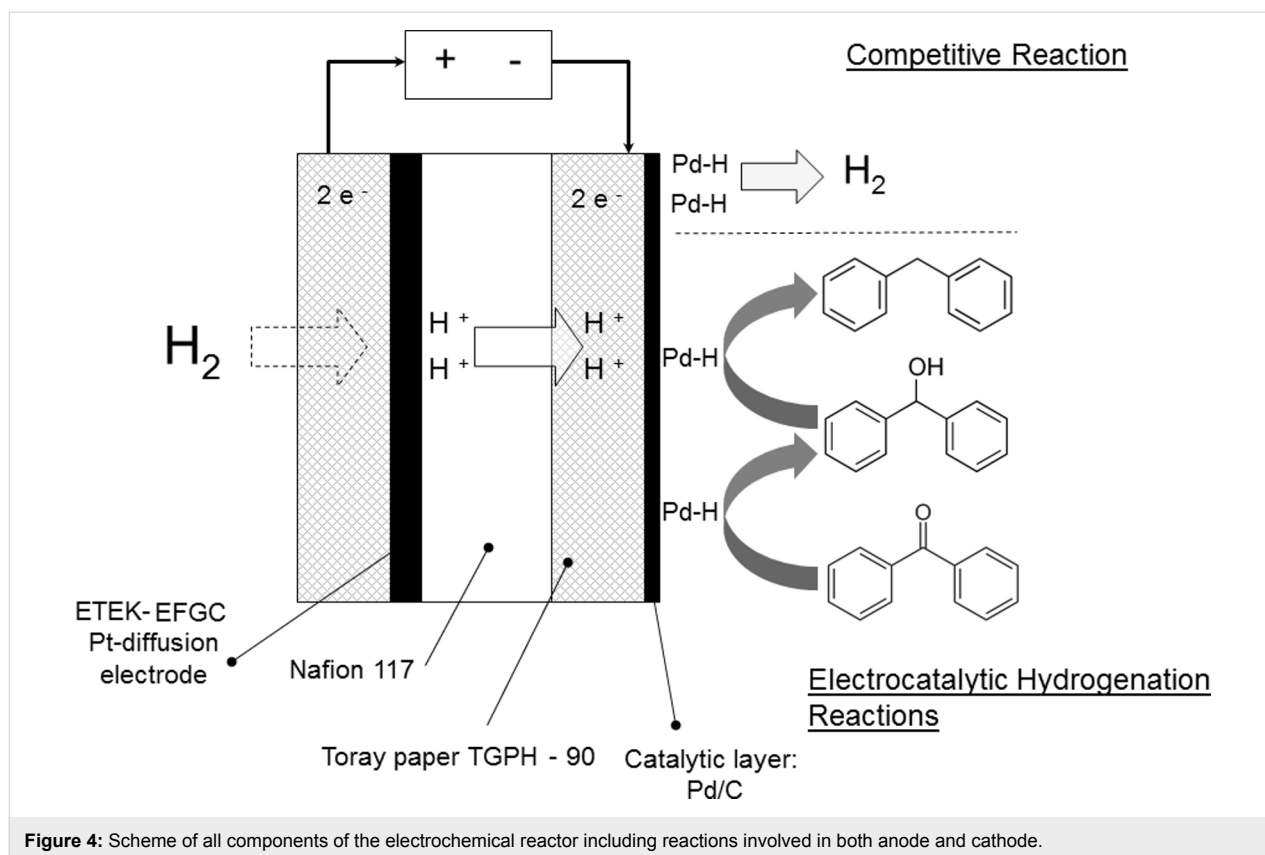 + -
Competitive Reaction
2 e -
2 e -
Pd-H
Pd-H
H2
H2
H +
H +
H +
H +
Pd-H
OH
Pd-H
O
ETEK-EFGC
Pt-diffusion
electrode
Nafion 117
Toray paper TGPH - 90
Catalytic layer:
Pd/C
Electrocatalytic Hydrogenation
Reactions
Figure 4: Scheme of all components of the electrochemical reactor including reactions involved in both anode and cathode.